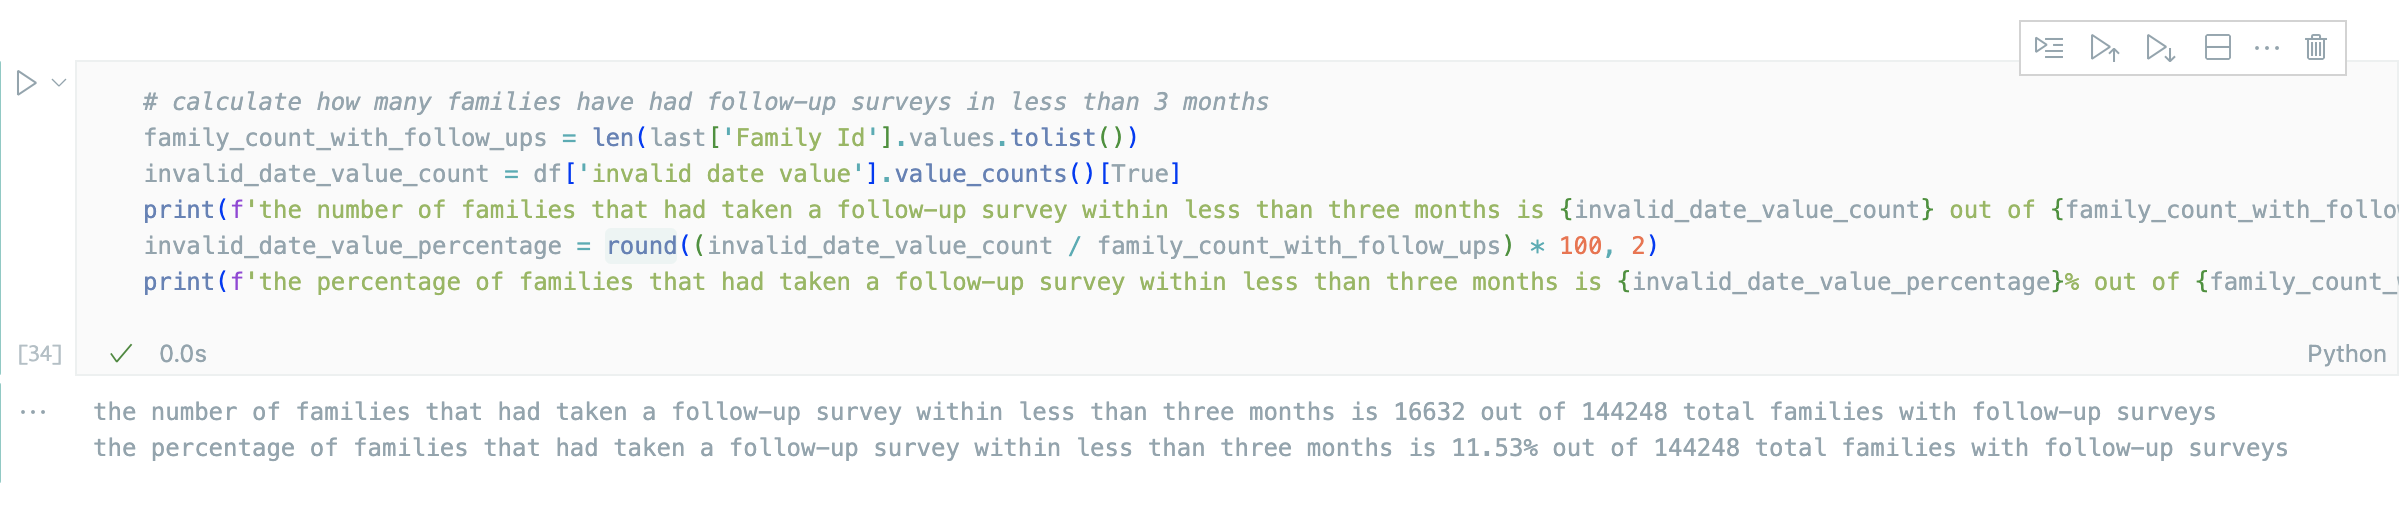 # calculate how many families have had follow-up surveys in less than 3 months
family_count_with_follow_ups = len(last['Family Id'].values.tolist())
invalid_date_value_count = df['invalid date value'].value_counts()[True]
print(f'the number of families that had taken a follow-up survey within less than three months is {invalid_date_value_count} out of {family_count_with_follo
invalid_date_value_percentage = round((invalid_date_value_count / family_count_with_follow_ups) * 100, 2)
print(f'the percentage of families that had taken a follow-up survey within less than three months is {invalid_date_value_percentage}% out of {family_count_
[34] 0.0s Python
the number of families that had taken a follow-up survey within less than three months is 16632 out of 144248 total families with follow-up surveys
the percentage of families that had taken a follow-up survey within less than three months is 11.53% out of 144248 total families with follow-up surveys